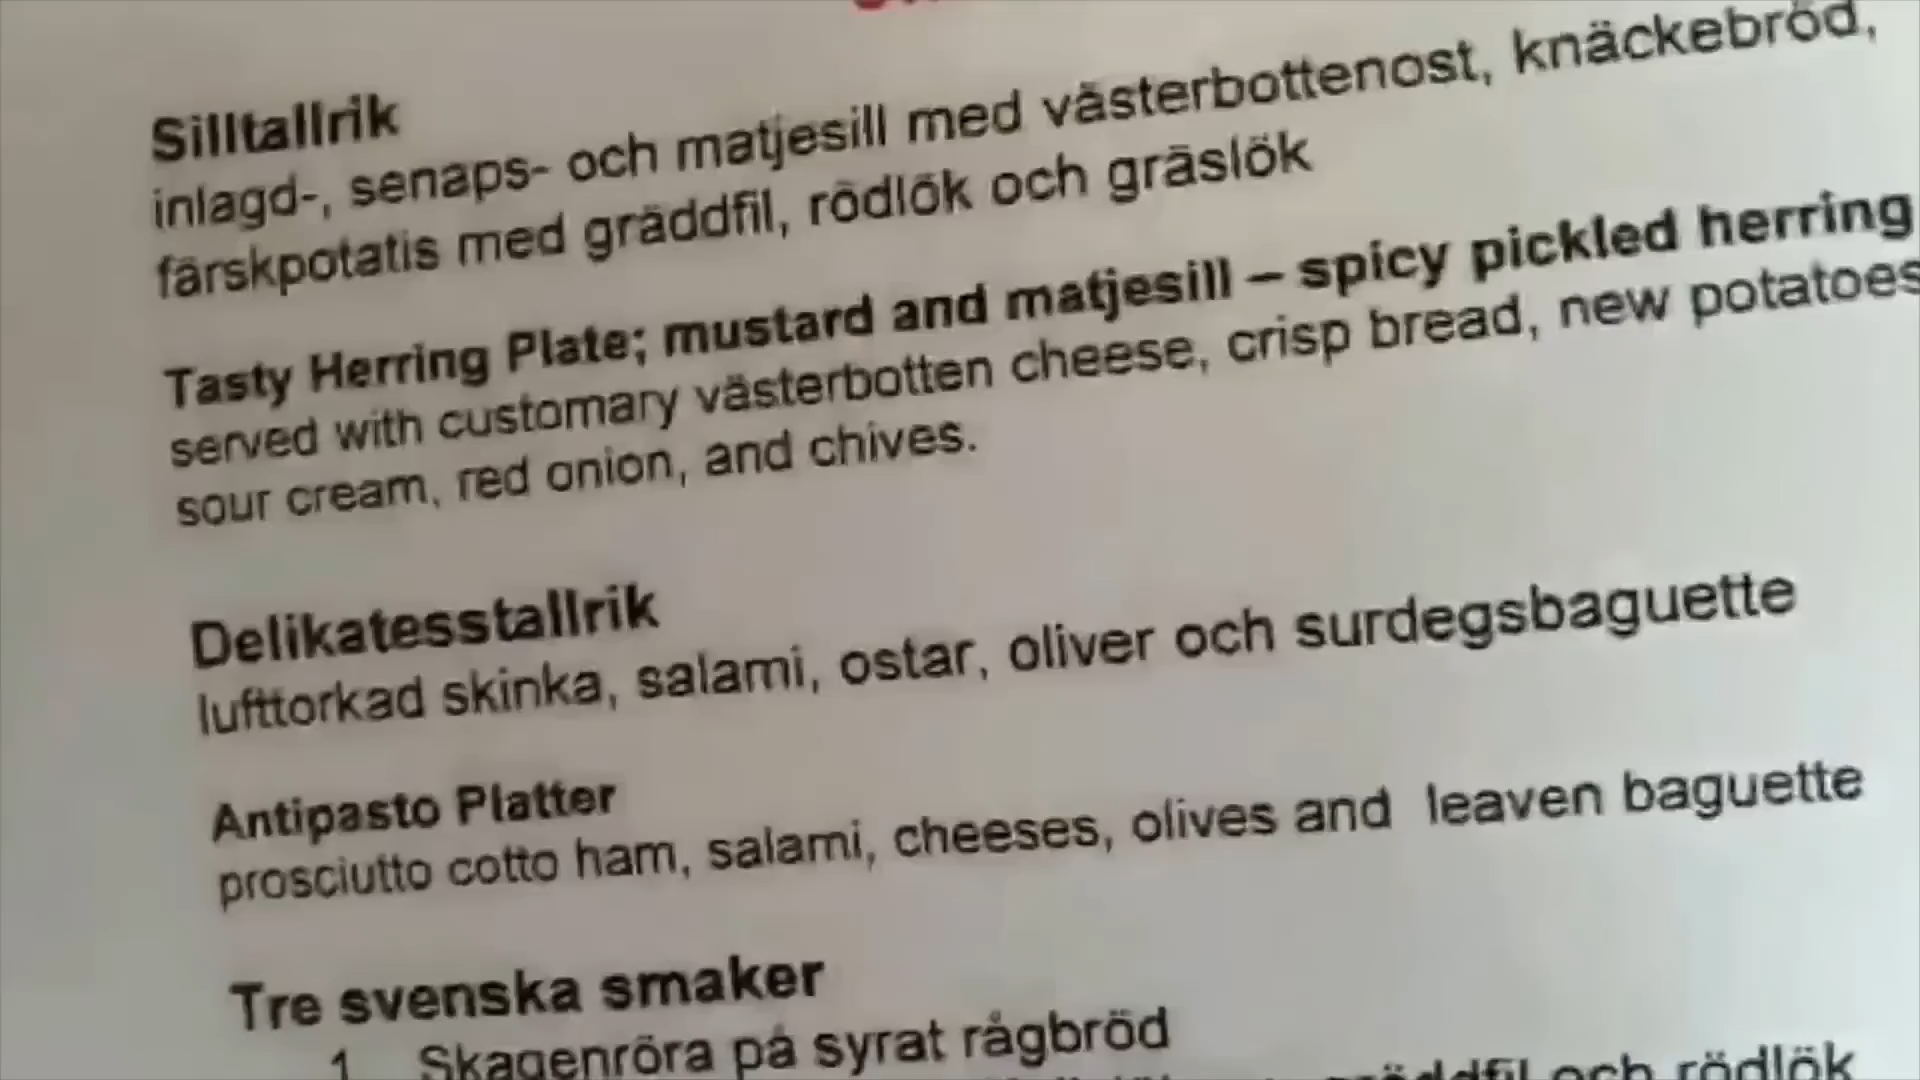 Silltallrik
inlagd-, senaps- och matjesill med västerbottenost, knäckebröd,
färskpotatis med gräddfil, rödlök och gräslök
Tasty Herring Plate; mustard and matjesill – spicy pickled herring
served with customary västerbotten cheese, crisp bread, new potatoes
sour cream, red onion, and chives.
Delikatesstallrik
lufttorkad skinka, salami, ostar, oliver och surdegsbaguette
Antipasto Platter
prosciutto cotto ham, salami, cheeses, olives and leaven baguette
Tre svenska smaker
1. Skagenröra på syrat rågbröd
gräddfil och rödlök